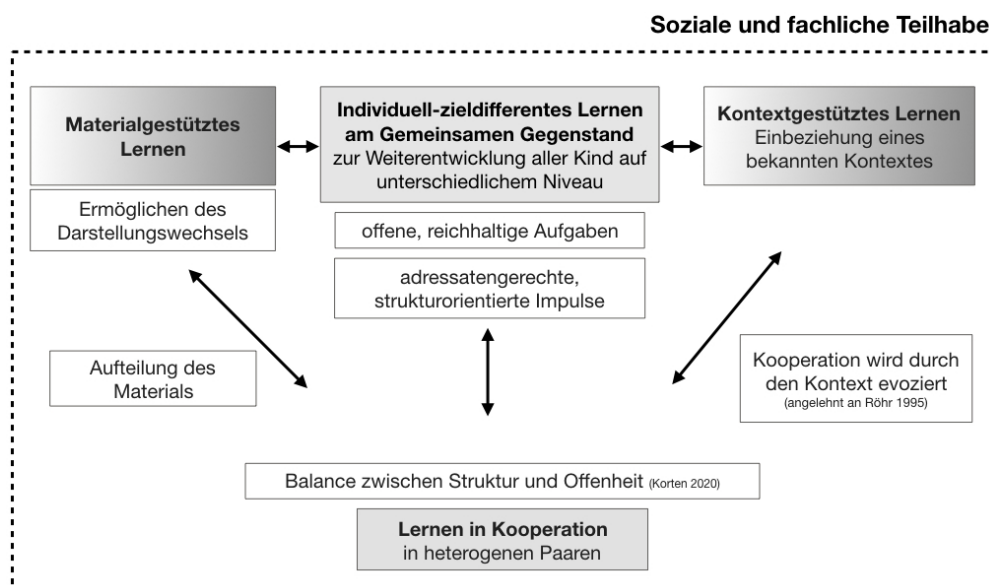 Soziale und fachliche Teilhabe
Materialgestütztes
Lernen
Individuell-zieldifferentes Lernen
am Gemeinsamen Gegenstand
zur Weiterentwicklung aller Kind auf
unterschiedlichem Niveau
Kontextgestütztes Lernen
Einbeziehung eines
bekannten Kontextes
Ermöglichen des
Darstellungswechsels
offene, reichhaltige Aufgaben
adressatengerechte,
strukturorientierte Impulse
Aufteilung des
Materials
Kooperation wird durch
den Kontext evoziert
(angelehnt an Röhr 1995)
Balance zwischen Struktur und Offenheit (Korten 2020)
Lernen in Kooperation
in heterogenen Paaren